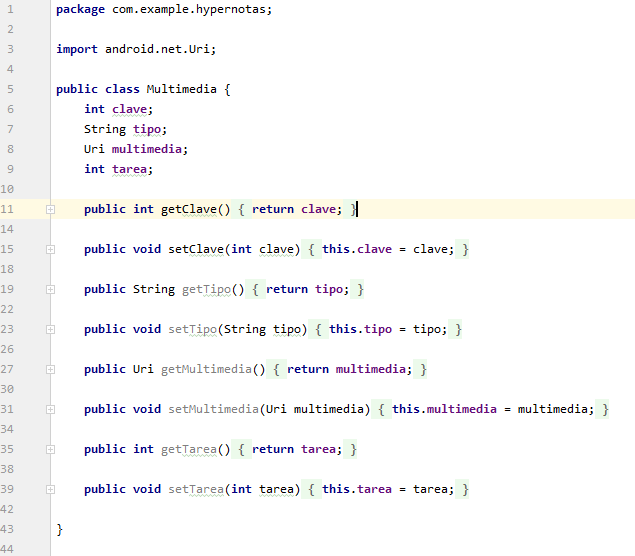 1 package com.example.hypernotas;
2
3 import android.net.Uri;
4
5 public class Multimedia {
6 int clave;
7 String tipo;
8 Uri multimedia;
9 int tarea;
10
11 public int getClave() { return clave; }
14
15 public void setClave(int clave) { this.clave = clave; }
18
19 public String getTipo() { return tipo; }
22
23 public void setTipo(String tipo) { this.tipo = tipo; }
26
27 public Uri getMultimedia() { return multimedia; }
30
31 public void setMultimedia(Uri multimedia) { this.multimedia = multimedia; }
34
35 public int getTarea() { return tarea; }
38
39 public void setTarea(int tarea) { this.tarea = tarea; }
42
43 }
44